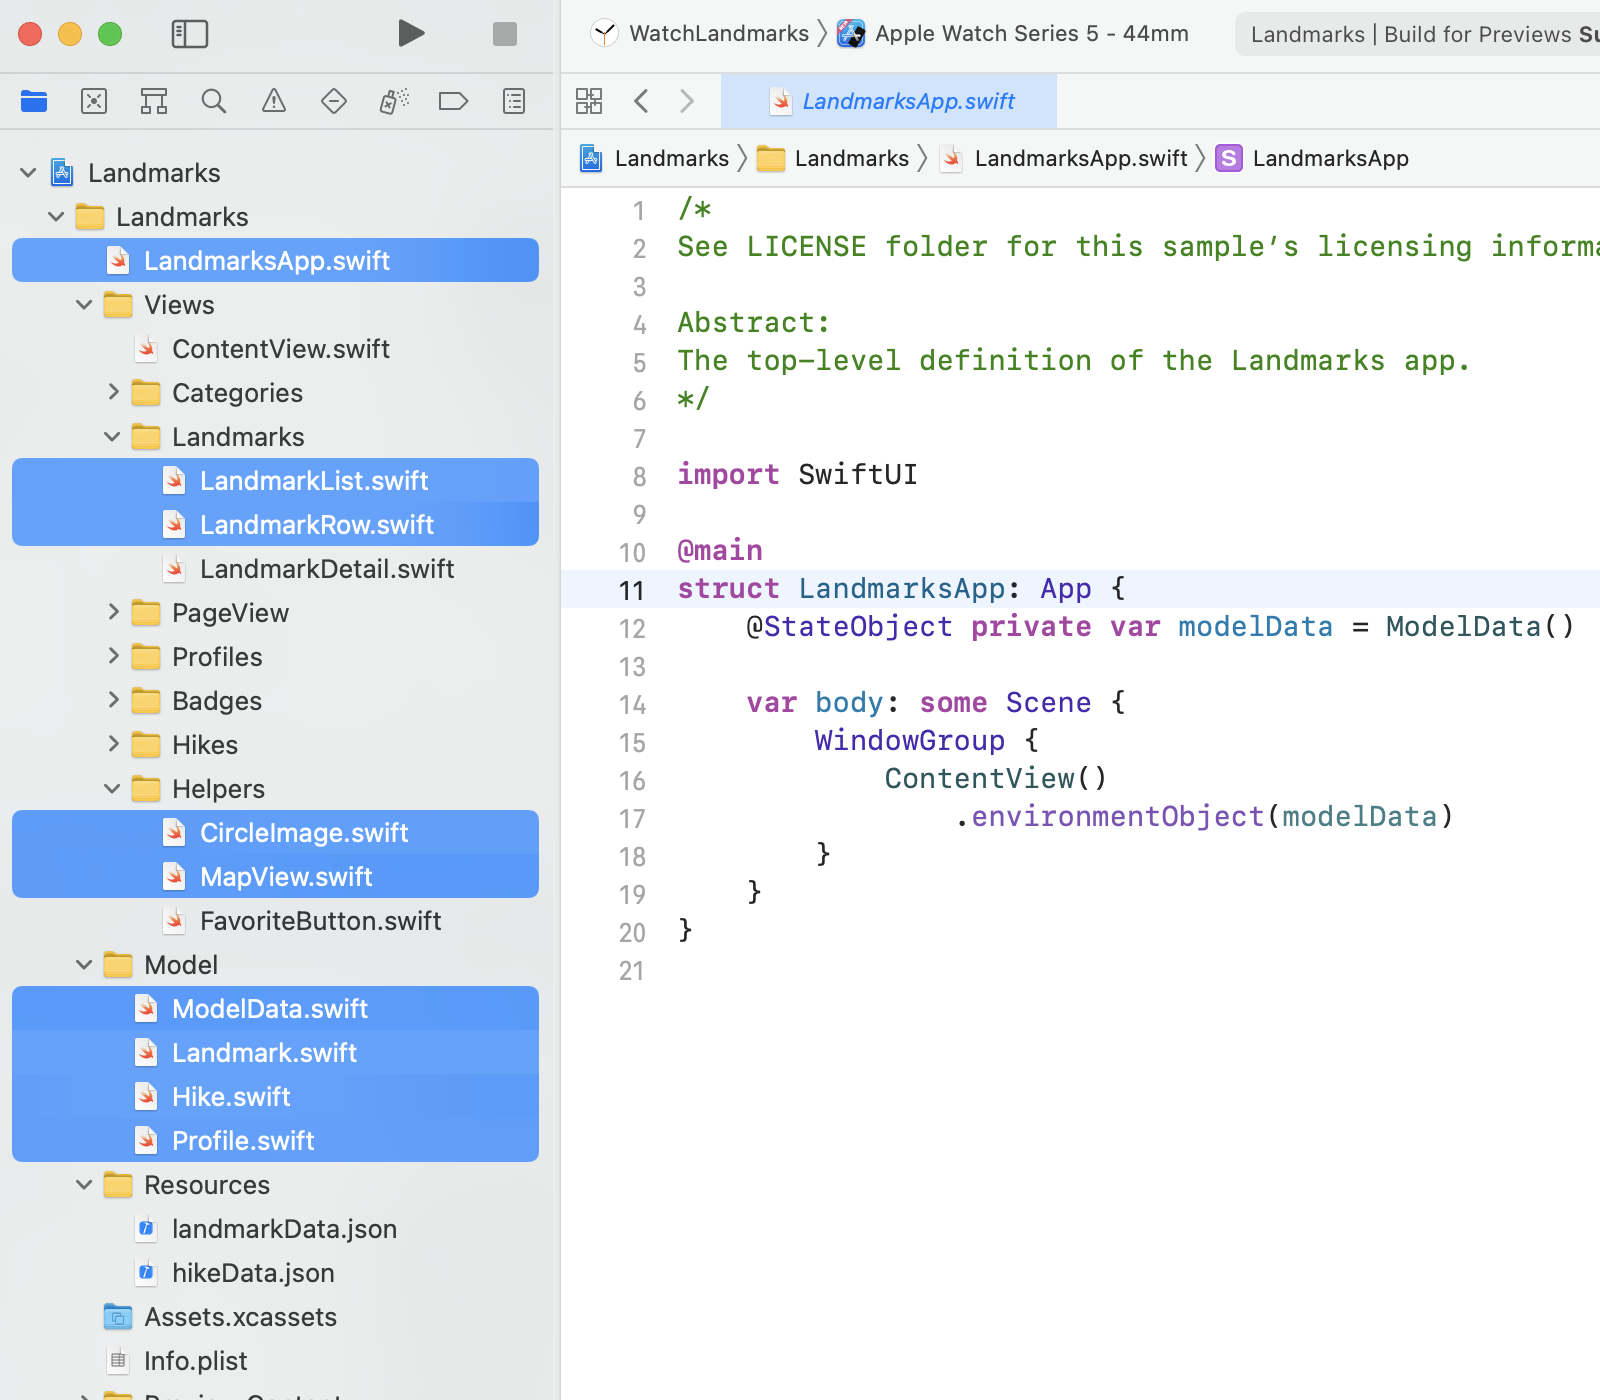 WatchLandmarks
Apple Watch Series 5 - 44mm
Landmarks | Build for Previews
LandmarksApp.swift
Landmarks
Landmarks
LandmarksApp.swift
S LandmarksApp
Landmarks
Landmarks
LandmarksApp.swift
Views
ContentView.swift
Categories
Landmarks
LandmarkList.swift
LandmarkRow.swift
LandmarkDetail.swift
PageView
Profiles
Badges
Hikes
Helpers
CircleImage.swift
MapView.swift
FavoriteButton.swift
Model
ModelData.swift
Landmark.swift
Hike.swift
Profile.swift
Resources
landmarkData.json
hikeData.json
Assets.xcassets
Info.plist
1 /*
2 See LICENSE folder for this sample’s licensing
3
4 Abstract:
5 The top-level definition of the Landmarks app.
6 */
7
8 import SwiftUI
9
10 @main
11 struct LandmarksApp: App {
12 @StateObject private var modelData = ModelData()
13
14 var body: some Scene {
15 WindowGroup {
16 ContentView()
17 .environmentObject(modelData)
18 }
19 }
20 }
21